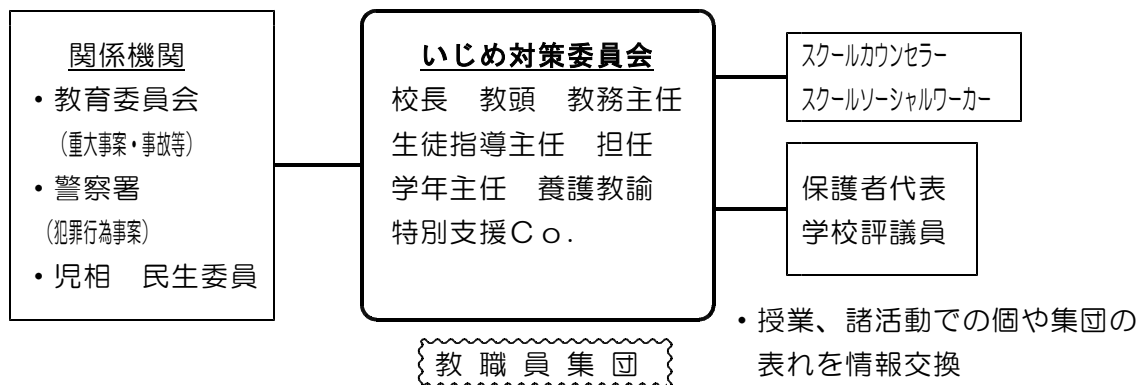 関係機関
・教育委員会
（重大事案・事故等）
・警察署
（犯罪行為事案）
・児相　民生委員
いじめ対策委員会
校長　教頭　教務主任
生徒指導主任　担任
学年主任　養護教諭
特別支援Ｃｏ．
スクールカウンセラー
スクールソーシャルワーカー
保護者代表
学校評議員
教職員集団
・授業、諸活動での個や集団の
表れを情報交換